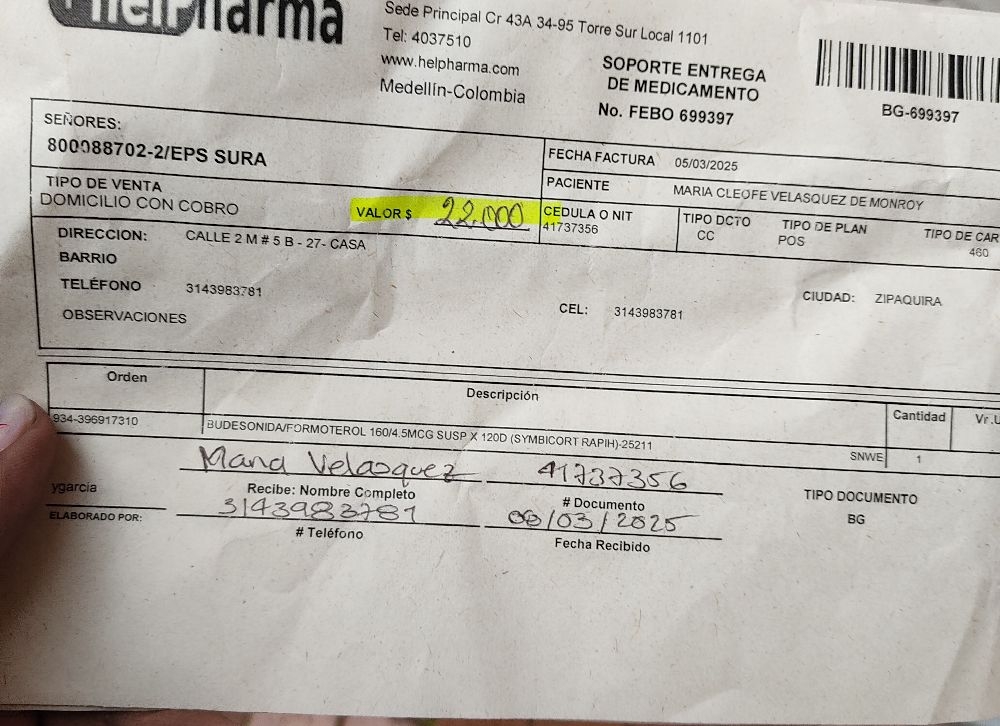 Helpharma
Sede Principal Cr 43A 34-95 Torre Sur Local 1101
Tel: 4037510
www.helpharma.com
Medellín-Colombia
SOPORTE ENTREGA
DE MEDICAMENTO
No. FEBO 699397
BG-699397
SEÑORES:
800088702-2/EPS SURA
FECHA FACTURA 05/03/2025
PACIENTE MARIA CLEOFE VELASQUEZ DE MONROY
TIPO DE VENTA
DOMICILIO CON COBRO
VALOR $ 22.000
CEDULA O NIT
41737356
TIPO DCTO
CC
TIPO DE PLAN
POS
TIPO DE CAR
460
DIRECCION: CALLE 2 M # 5 B - 27- CASA
BARRIO
TELÉFONO 3143983781
CEL: 3143983781
CIUDAD: ZIPAQUIRA
OBSERVACIONES
Orden Descripción Cantidad Vr.U
934-396917310 BUDESONIDA/FORMOTEROL 160/4.5MCG SUSP X 120D (SYMBICORT RAPIH)-25211 SNWE 1
Maria Velasquez 41737356
Recibe: Nombre Completo # Documento
ygarcia 3143983781 /03/2025
ELABORADO POR: # Teléfono Fecha Recibido
TIPO DOCUMENTO
BG